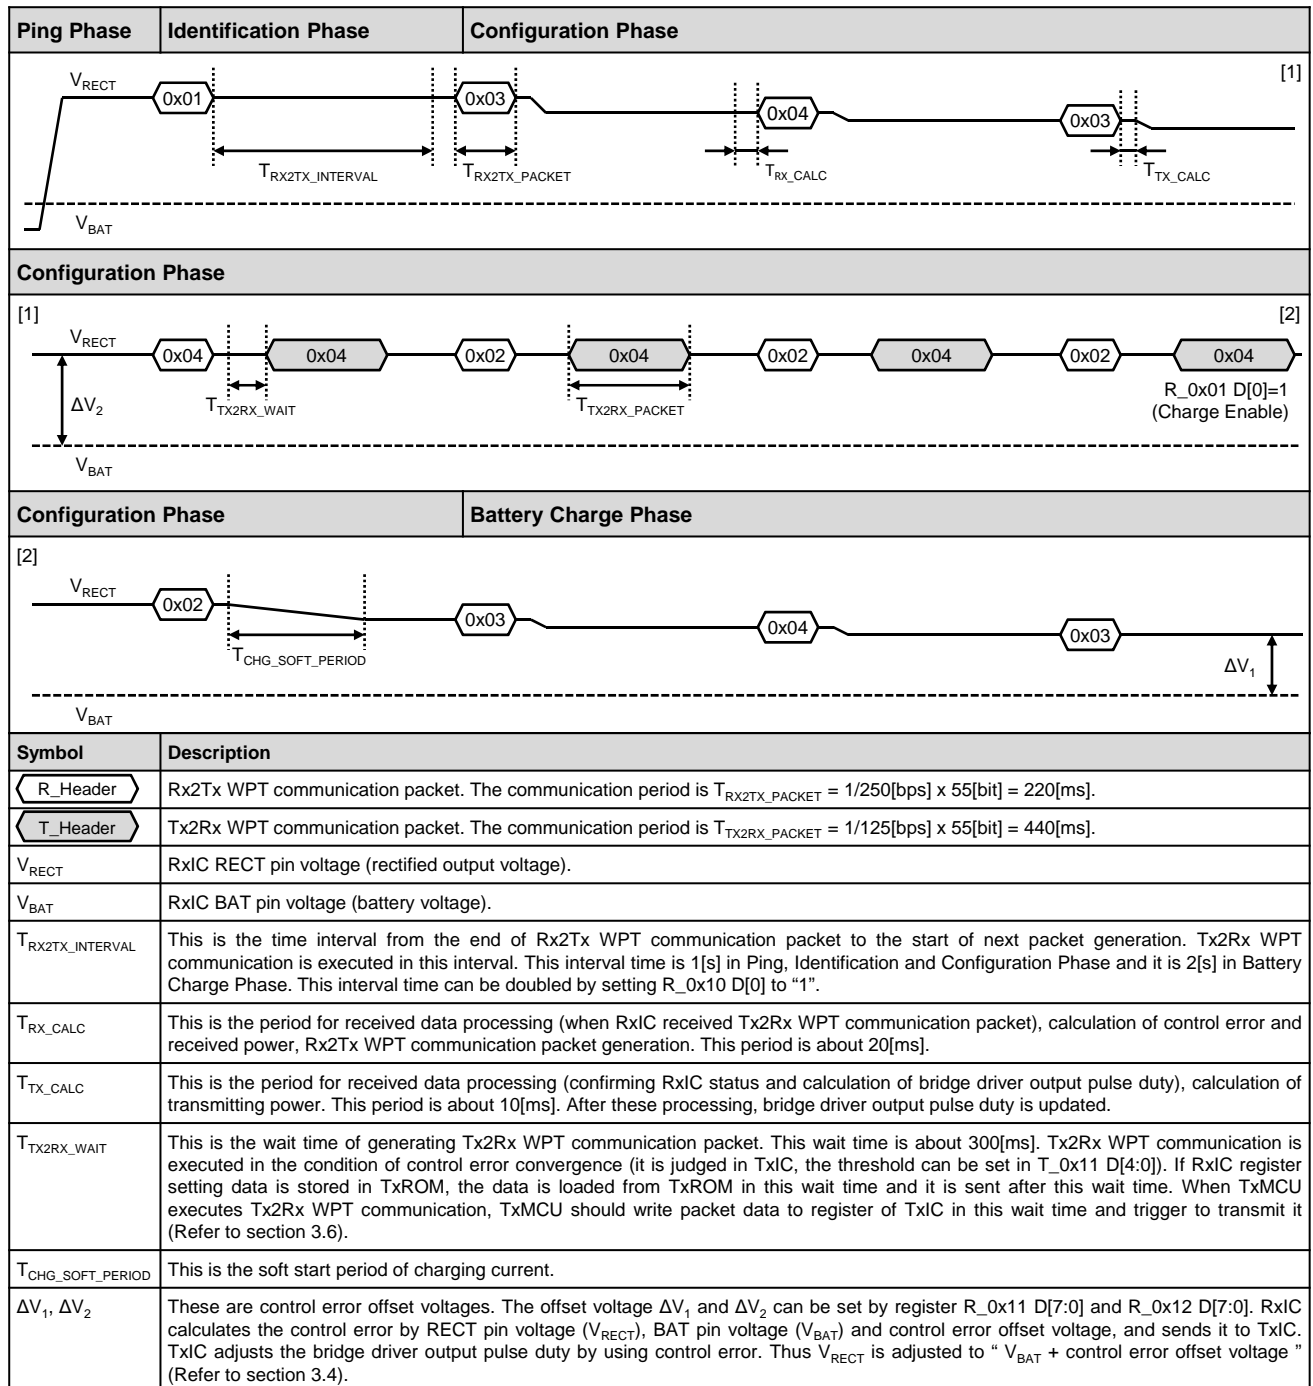 Ping Phase Identification Phase Configuration Phase
[1]
V_RECT 0x01 0x03 0x04 0x03
T_RX2TX_INTERVAL T_RX2TX_PACKET T_RX_CALC T_TX_CALC
V_BAT
Configuration Phase
[1] [2]
V_RECT 0x04 0x04 0x02 0x04 0x02 0x04 0x02 0x04
ΔV_2 T_TX2RX_WAIT T_TX2RX_PACKET R_0x01 D[0]=1
(Charge Enable)
V_BAT
Configuration Phase Battery Charge Phase
[2]
V_RECT 0x02 0x03 0x04 0x03
T_CHG_SOFT_PERIOD ΔV_1
V_BAT
Symbol Description
R_Header Rx2Tx WPT communication packet. The communication period is T_RX2TX_PACKET = 1/250[bps] x 55[bit] = 220[ms].
T_Header Tx2Rx WPT communication packet. The communication period is T_TX2RX_PACKET = 1/125[bps] x 55[bit] = 440[ms].
V_RECT RxIC RECT pin voltage (rectified output voltage).
V_BAT RxIC BAT pin voltage (battery voltage).
T_RX2TX_INTERVAL This is the time interval from the end of Rx2Tx WPT communication packet to the start of next packet generation. Tx2Rx WPT
communication is executed in this interval. This interval time is 1[s] in Ping, Identification and Configuration Phase and it is 2[s] in Battery
Charge Phase. This interval time can be doubled by setting R_0x10 D[0] to “1”.
T_RX_CALC This is the period for received data processing (when RxIC received Tx2Rx WPT communication packet), calculation of control error and
received power, Rx2Tx WPT communication packet generation. This period is about 20[ms].
T_TX_CALC This is the period for received data processing (confirming RxIC status and calculation of bridge driver output pulse duty), calculation of
transmitting power. This period is about 10[ms]. After these processing, bridge driver output pulse duty is updated.
T_TX2RX_WAIT This is the wait time of generating Tx2Rx WPT communication packet. This wait time is about 300[ms]. Tx2Rx WPT communication is
executed in the condition of control error convergence (it is judged in TxIC, the threshold can be set in T_0x11 D[4:0]). If RxIC register
setting data is stored in TxROM, the data is loaded from TxROM in this wait time and it is sent after this wait time. When TxMCU
executes Tx2Rx WPT communication, TxMCU should write packet data to register of TxIC in this wait time and trigger to transmit it
(Refer to section 3.6).
T_CHG_SOFT_PERIOD This is the soft start period of charging current.
ΔV_1, ΔV_2 These are control error offset voltages. The offset voltage ΔV_1 and ΔV_2 can be set by register R_0x11 D[7:0] and R_0x12 D[7:0]. RxIC
calculates the control error by RECT pin voltage (V_RECT), BAT pin voltage (V_BAT) and control error offset voltage, and sends it to TxIC.
TxIC adjusts the bridge driver output pulse duty by using control error. Thus V_RECT is adjusted to “ V_BAT + control error offset voltage ”
(Refer to section 3.4).